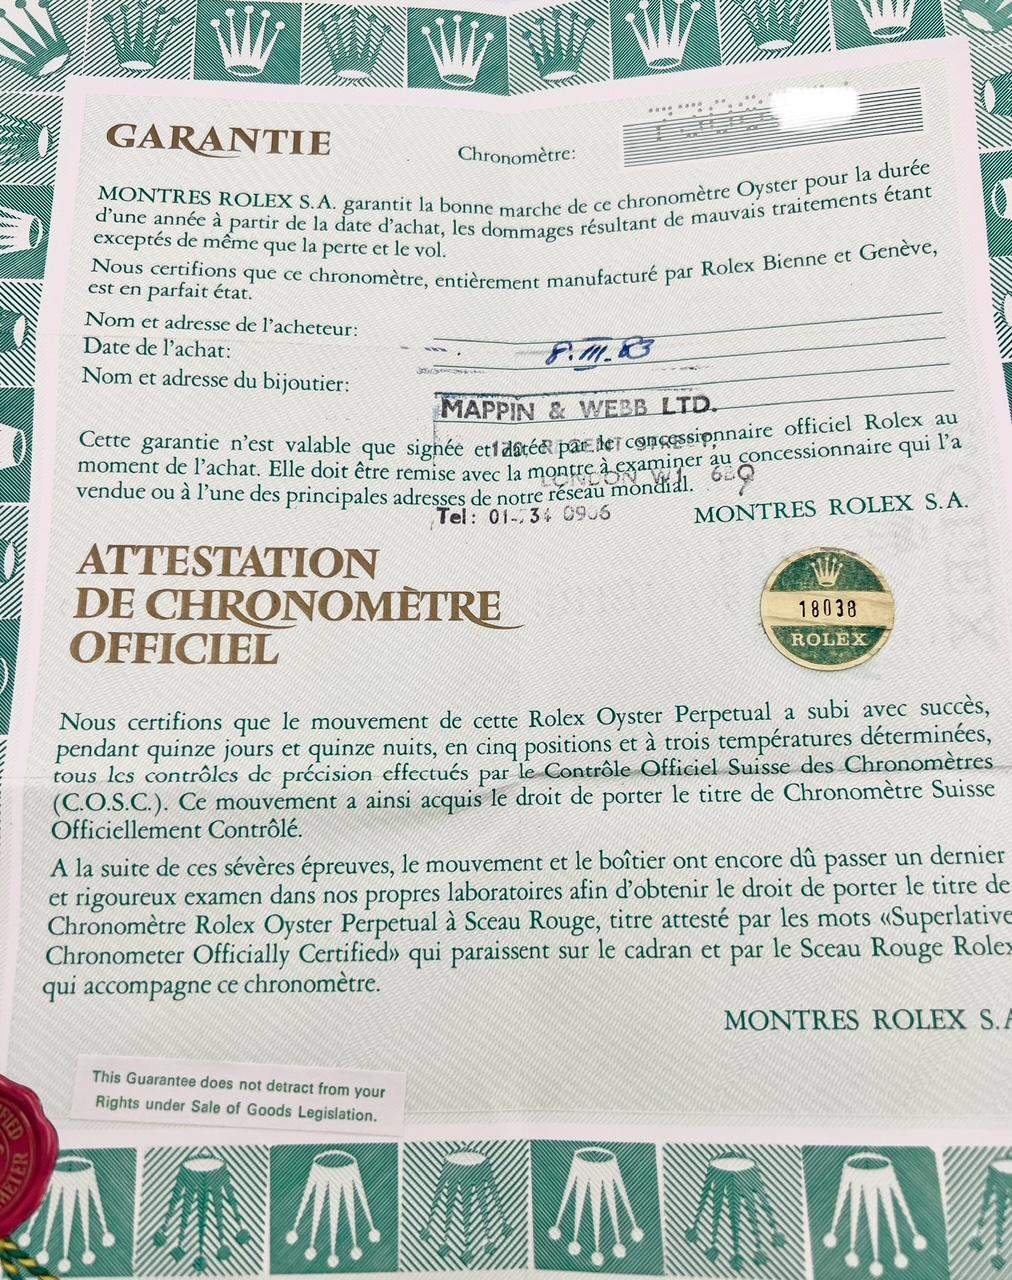 GARANTIE
Chronomètre:
MONTRES ROLEX S.A. garantit la bonne marche de ce chronomètre Oyster pour la durée
d'une année à partir de la date d'achat, les dommages résultant de mauvais traitements étant
exceptés de même que la perte et le vol.
Nous certifions que ce chronomètre, entièrement manufacturé par Rolex Bienne et Genève,
est en parfait état.
Nom et adresse de l'acheteur:
Date de l'achat: 8.III.83
Nom et adresse du bijoutier:
MAPPIN & WEBB LTD.
170 REGENT STREET,
LONDON W1 6BQ
Tel: 01-734 0906
Cette garantie n'est valable que signée et datée par le concessionnaire officiel Rolex au
moment de l'achat. Elle doit être remise avec la montre à examiner au concessionnaire qui l'a
vendue ou à l'une des principales adresses de notre réseau mondial.
MONTRES ROLEX S.A.
ATTESTATION
DE CHRONOMÈTRE
OFFICIEL
18038
ROLEX
Nous certifions que le mouvement de cette Rolex Oyster Perpetual a subi avec succès,
pendant quinze jours et quinze nuits, en cinq positions et à trois températures déterminées,
tous les contrôles de précision effectués par le Contrôle Officiel Suisse des Chronomètres
(C.O.S.C.). Ce mouvement a ainsi acquis le droit de porter le titre de Chronomètre Suisse
Officiellement Contrôlé.
A la suite de ces sévères épreuves, le mouvement et le boîtier ont encore dû passer un dernier
et rigoureux examen dans nos propres laboratoires afin d'obtenir le droit de porter le titre de
Chronomètre Rolex Oyster Perpetual à Sceau Rouge, titre attesté par les mots «Superlative
Chronometer Officially Certified» qui paraissent sur le cadran et par le Sceau Rouge Rolex
qui accompagne ce chronomètre.
MONTRES ROLEX S.A
This Guarantee does not detract from your
Rights under Sale of Goods Legislation.